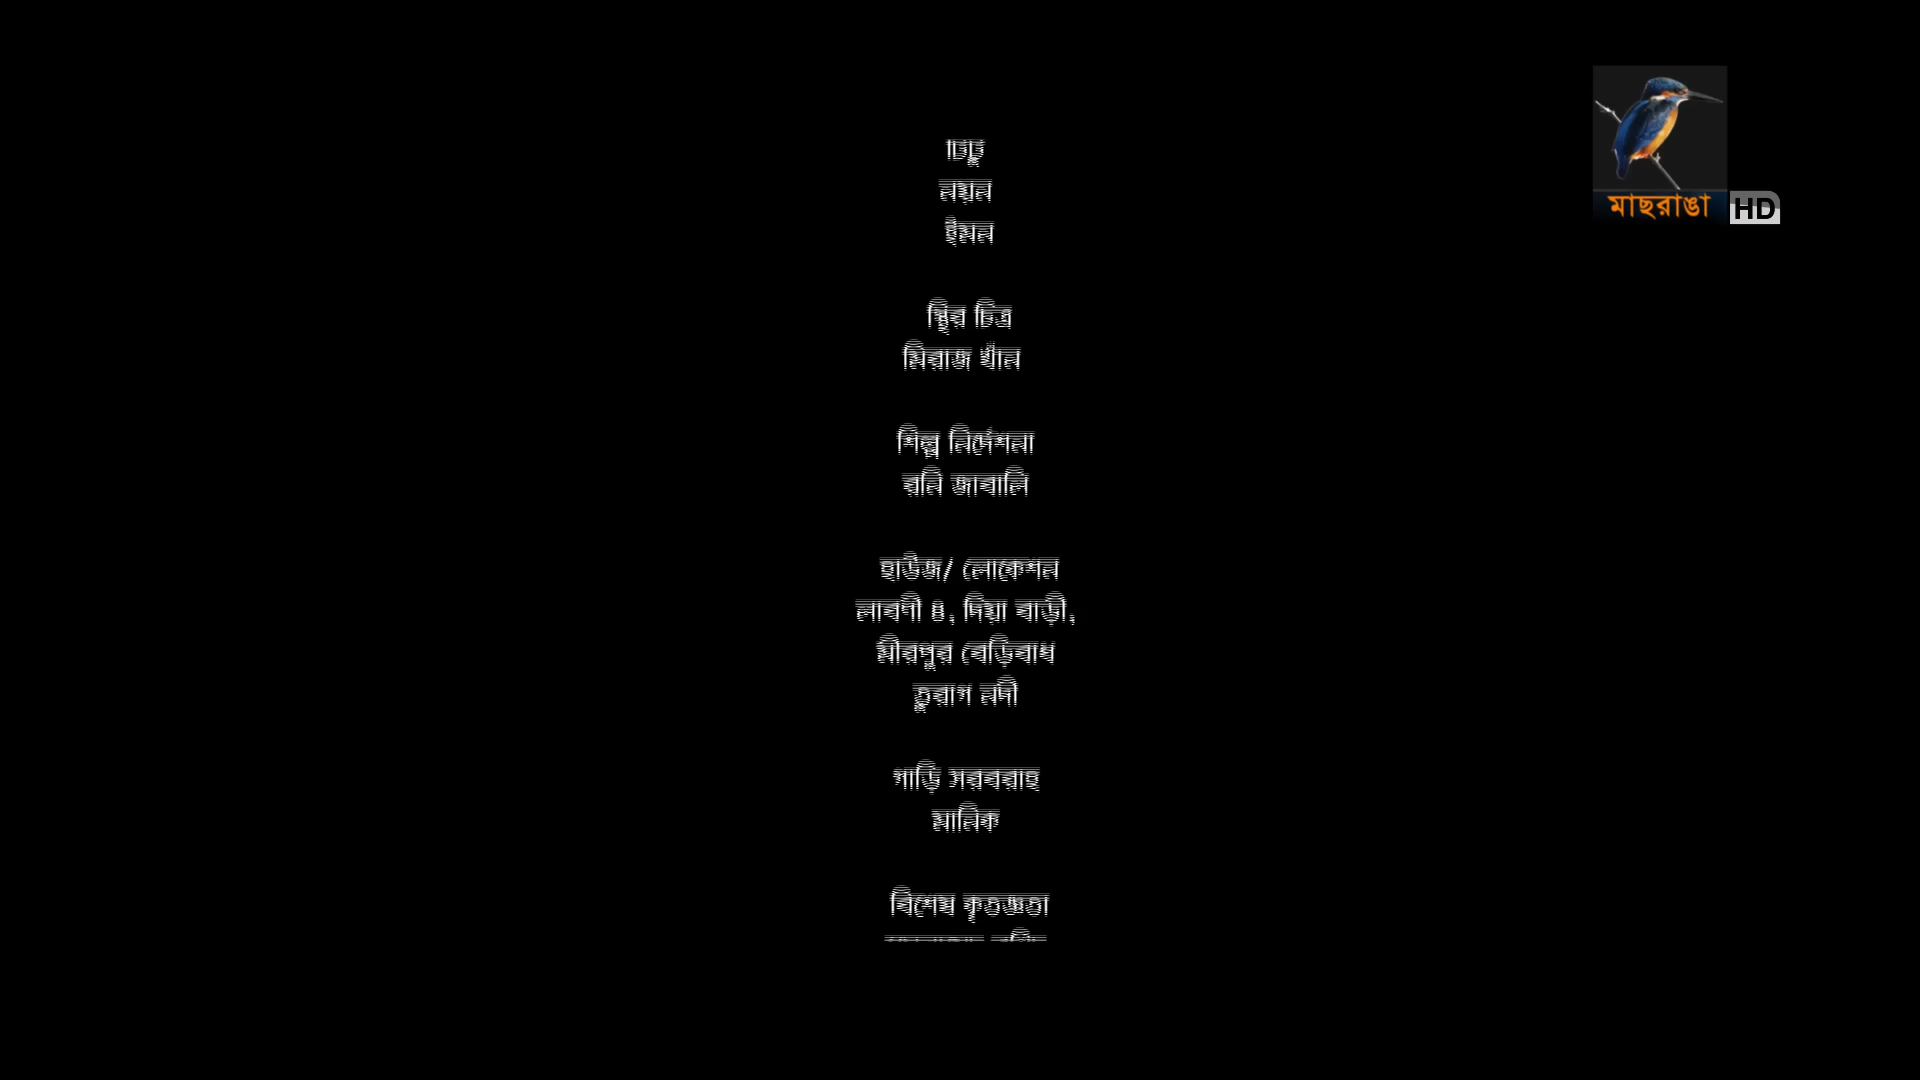 নয়ন
ইমন
স্থির চিত্র
মিরাজ খাঁন
শিল্প নির্দেশনা
রনি জাবালি
হাউজ/ লোকেশন
লাবণী ৪, দিয়া বাড়ী,
মীরপুর বেড়িবাধ
তুরাগ নদী
গাড়ি সরবরাহ
মানিক
বিশেষ কৃতজ্ঞতা
মাছরাঙা
HD